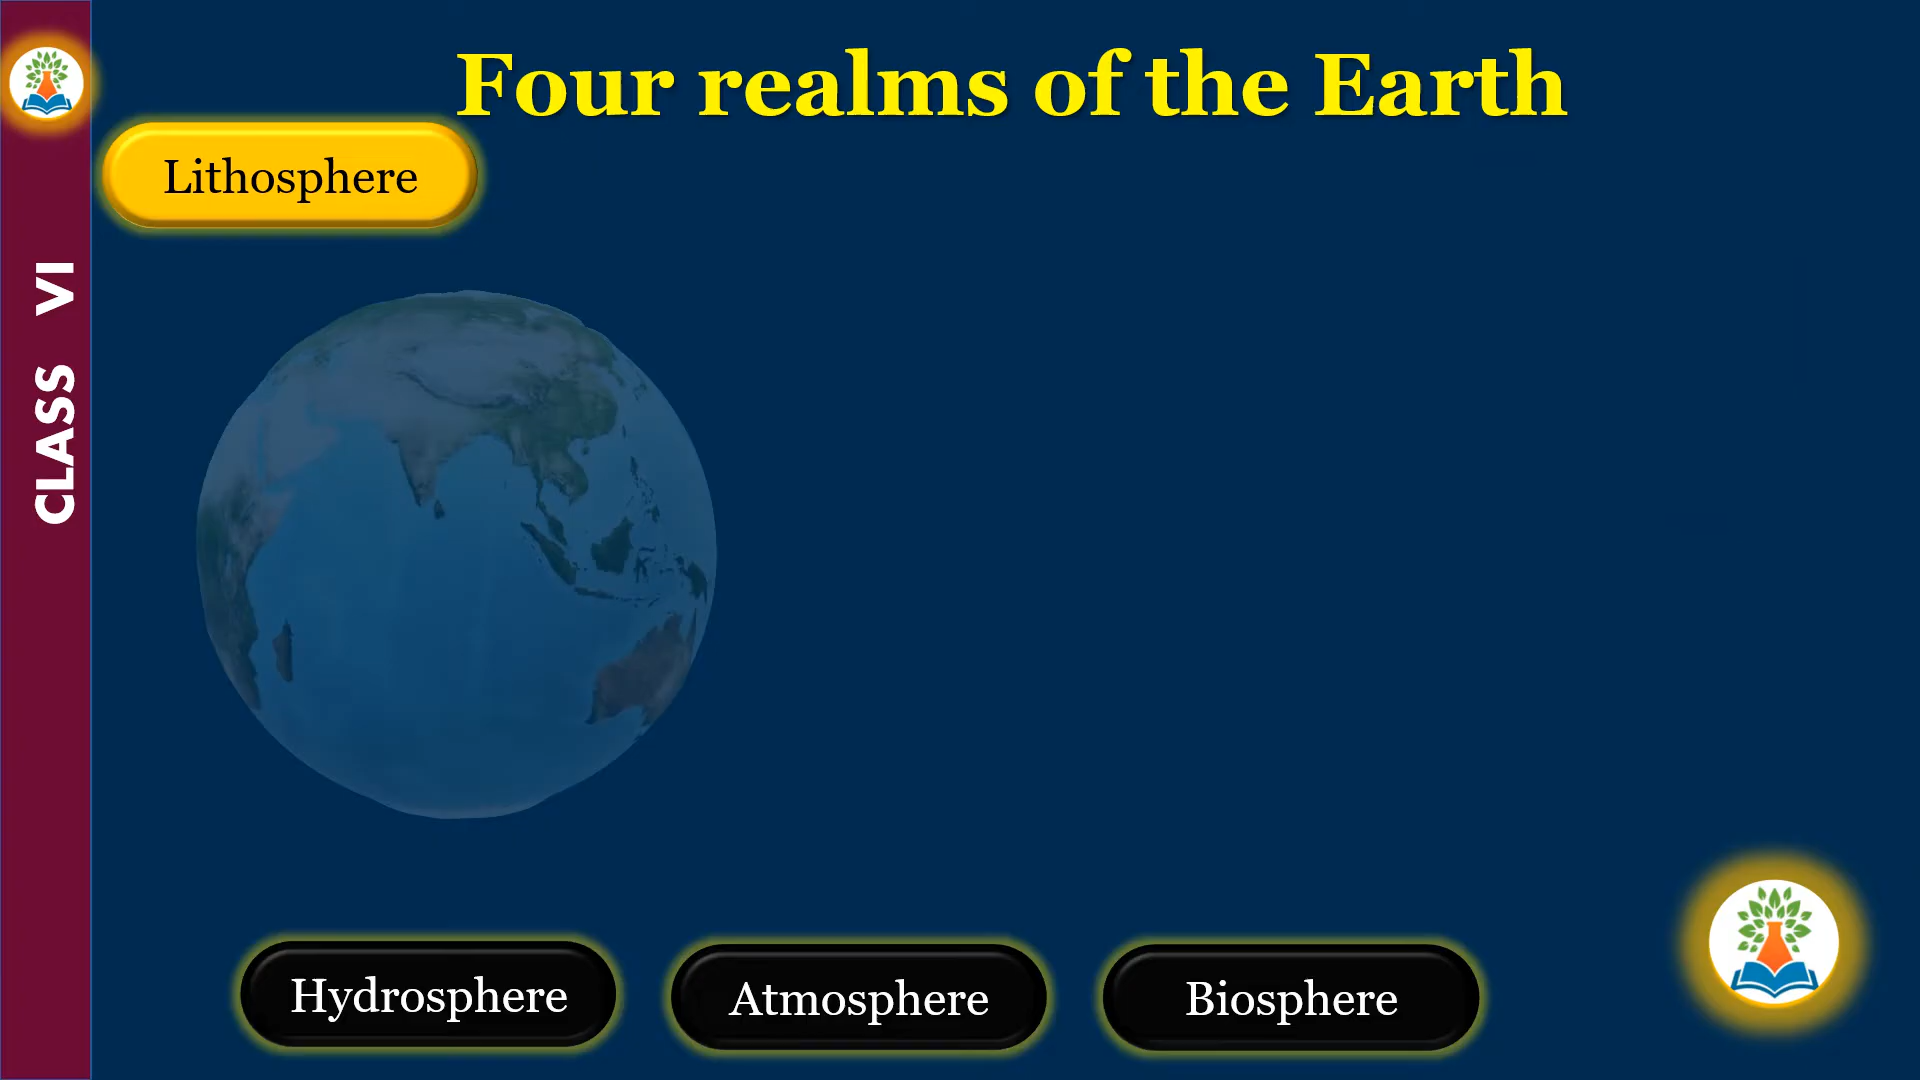 Four realms of the Earth
Lithosphere
CLASS VI
Hydrosphere
Atmosphere
Biosphere